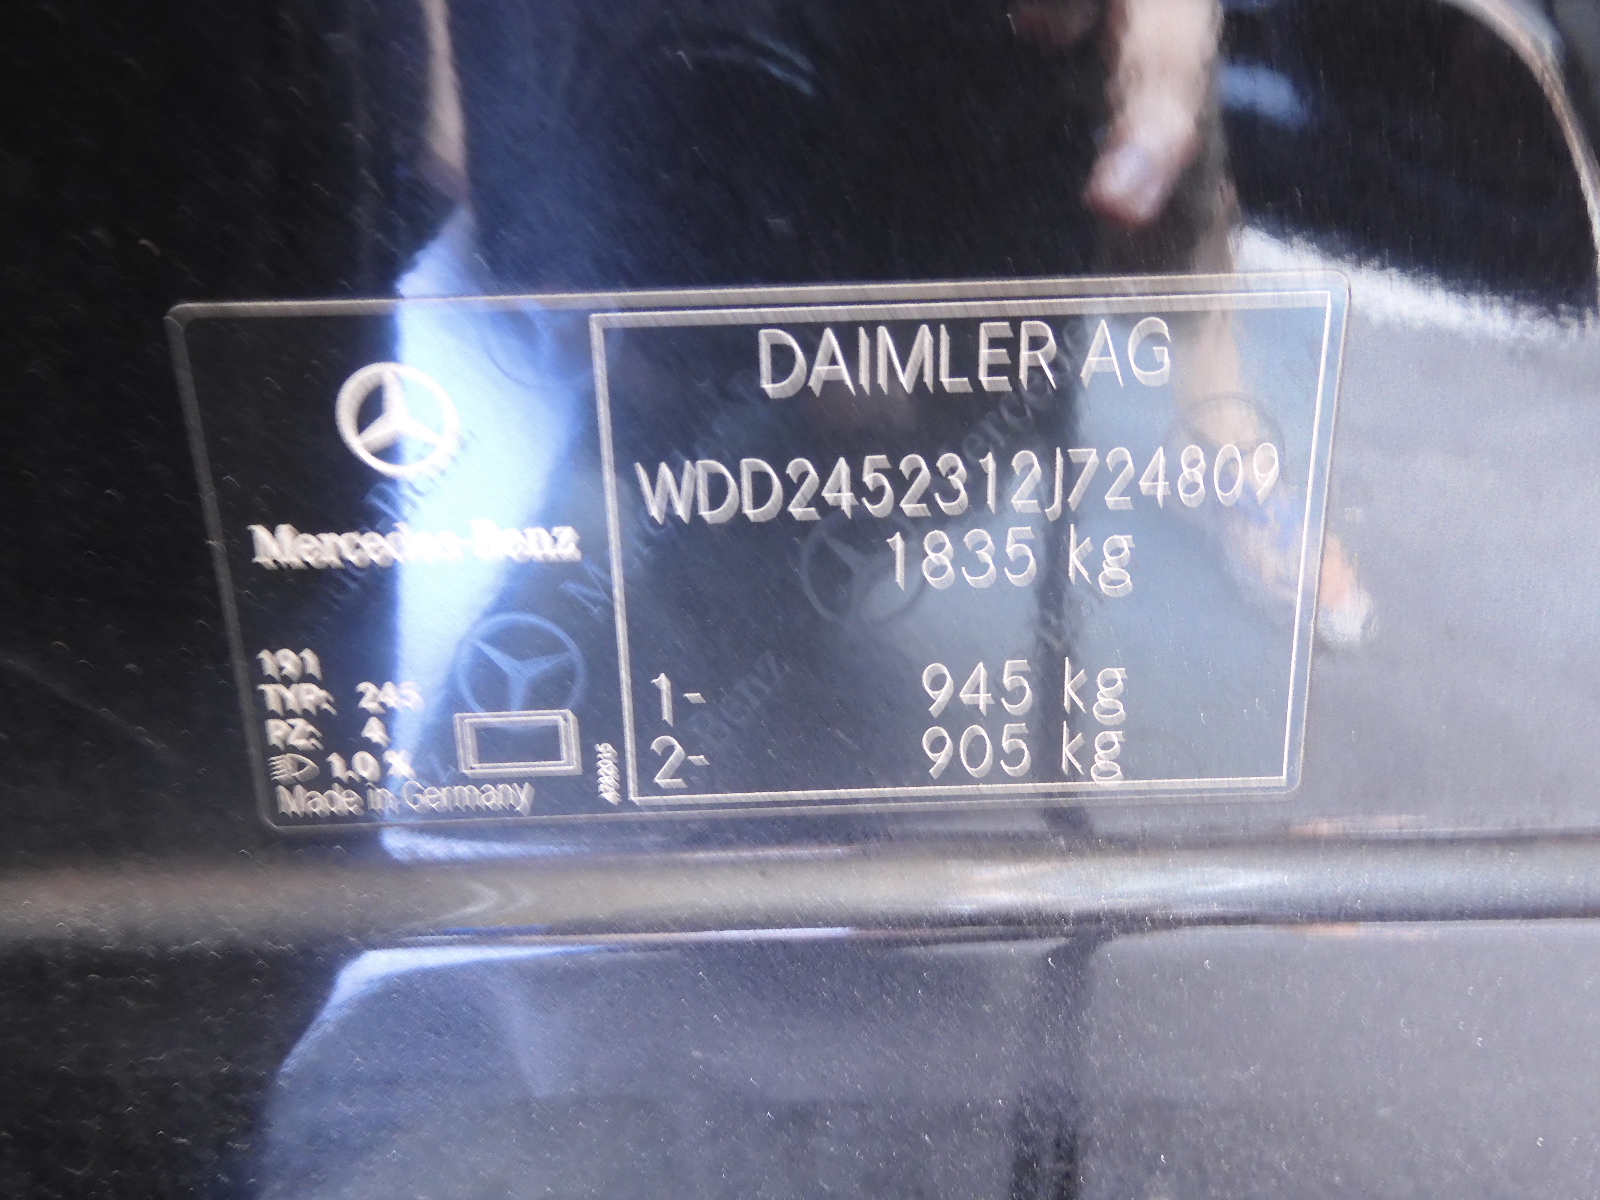 DAIMLER AG
WDD2452312J724809
1835 kg
1- 945 kg
2- 905 kg
Mercedes-Benz
191
TYP: 245
PZ: 4
1.0 %
Made in Germany